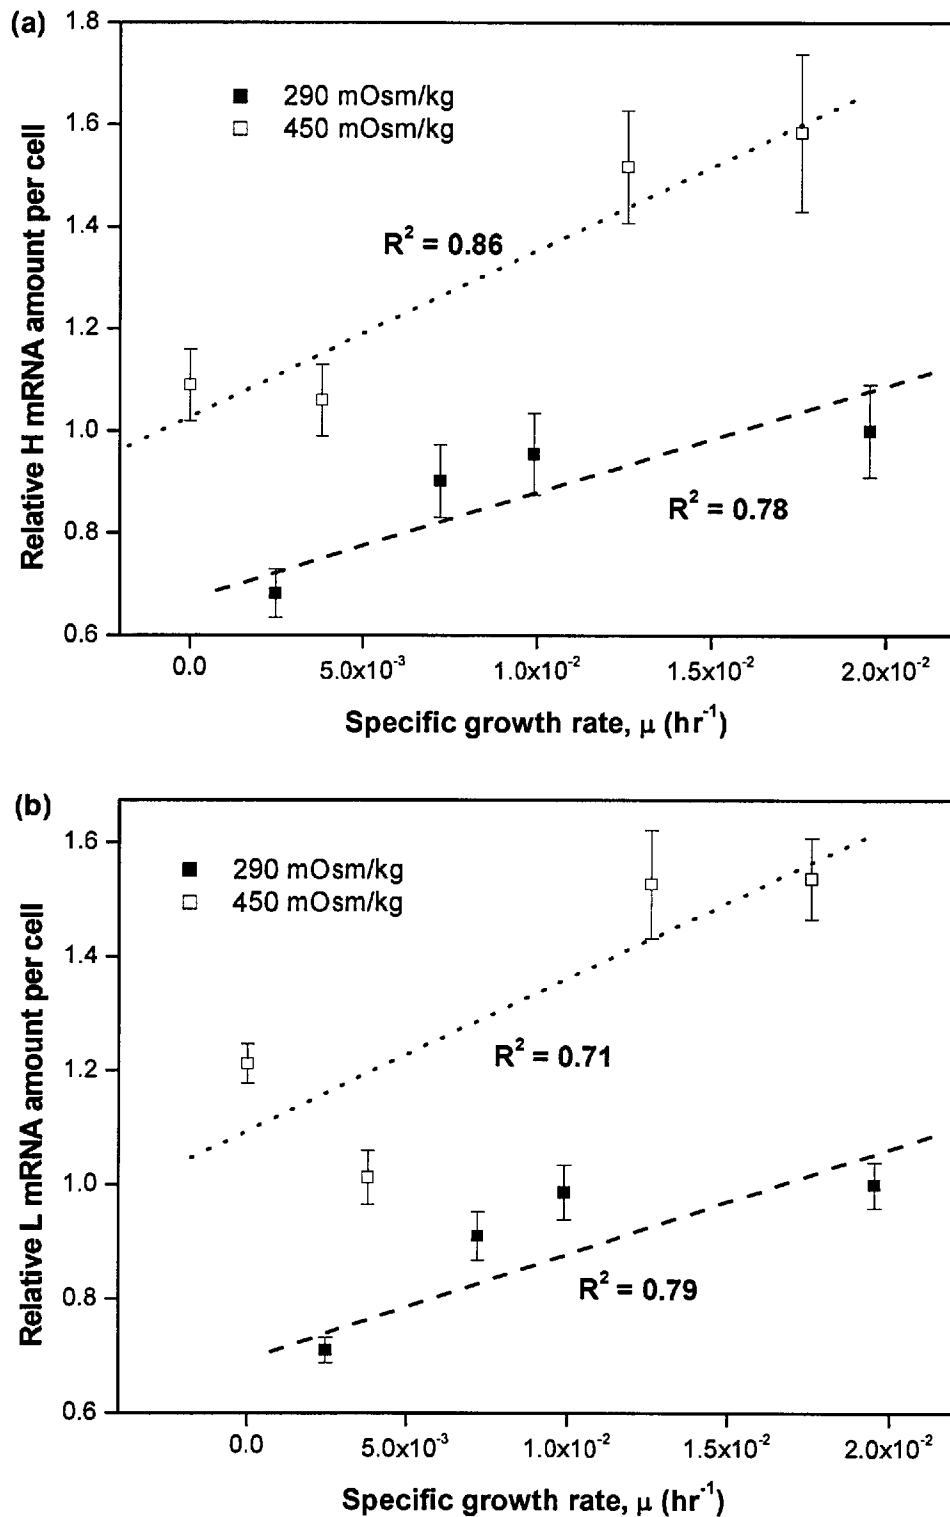 (a)
1.8
290 mOsm/kg
450 mOsm/kg
1.6
1.4
R² = 0.86
1.2
1.0
0.8
R² = 0.78
0.6
Relative H mRNA amount per cell
0.0 5.0x10⁻³ 1.0x10⁻² 1.5x10⁻² 2.0x10⁻²
Specific growth rate, μ (hr⁻¹)
(b)
1.6
290 mOsm/kg
450 mOsm/kg
1.4
1.2
R² = 0.71
1.0
0.8
R² = 0.79
0.6
Relative L mRNA amount per cell
0.0 5.0x10⁻³ 1.0x10⁻² 1.5x10⁻² 2.0x10⁻²
Specific growth rate, μ (hr⁻¹)